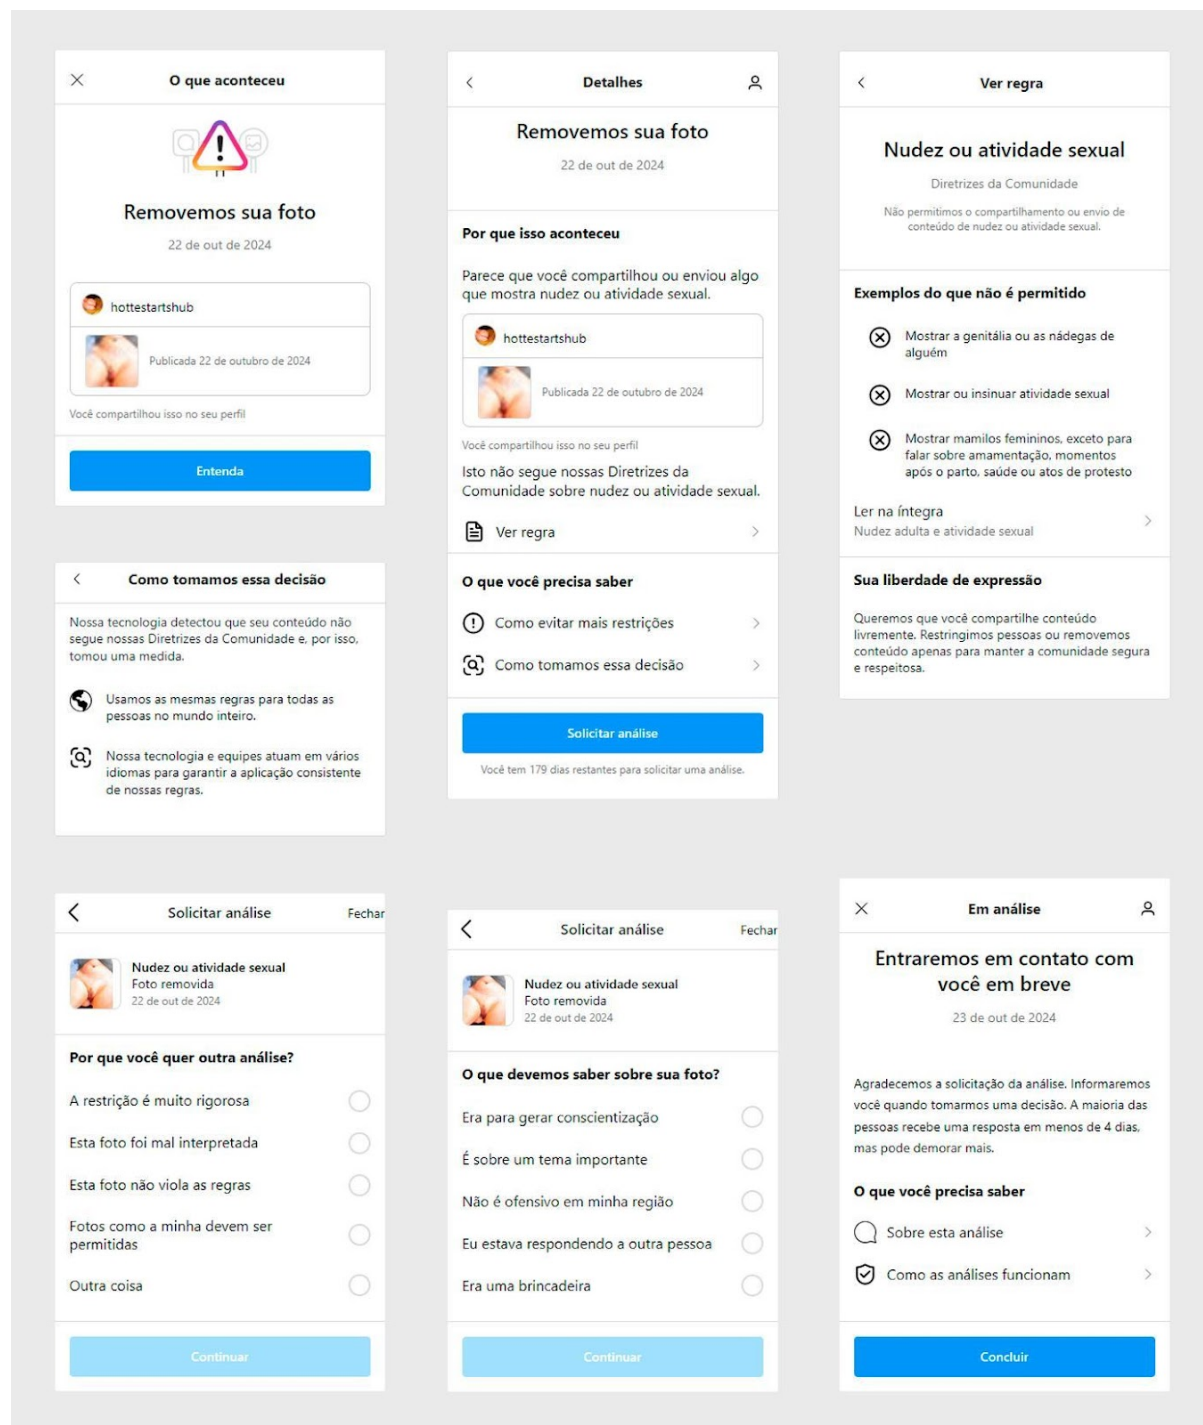 O que aconteceu
Removemos sua foto
22 de out de 2024
hottestartshub
Publicada 22 de outubro de 2024
Você compartilhou isso no seu perfil
Entenda
Detalhes
Removemos sua foto
22 de out de 2024
Por que isso aconteceu
Parece que você compartilhou ou enviou algo
que mostra nudez ou atividade sexual.
hottestartshub
Publicada 22 de outubro de 2024
Você compartilhou isso no seu perfil
Isto não segue nossas Diretrizes da
Comunidade sobre nudez ou atividade sexual.
Ver regra
O que você precisa saber
Como evitar mais restrições
Como tomamos essa decisão
Solicitar análise
Você tem 179 dias restantes para solicitar uma análise.
Ver regra
Nudez ou atividade sexual
Diretrizes da Comunidade
Não permitimos o compartilhamento ou envio de
conteúdo de nudez ou atividade sexual.
Exemplos do que não é permitido
Mostrar a genitália ou as nádegas de
alguém
Mostrar ou insinuar atividade sexual
Mostrar mamilos femininos, exceto para
falar sobre amamentação, momentos
após o parto, saúde ou atos de protesto
Ler na íntegra
Nudez adulta e atividade sexual
Sua liberdade de expressão
Queremos que você compartilhe conteúdo
livremente. Restringimos pessoas ou removemos
conteúdo apenas para manter a comunidade segura
e respeitosa.
Como tomamos essa decisão
Nossa tecnologia detectou que seu conteúdo não
segue nossas Diretrizes da Comunidade e, por isso,
tomou uma medida.
Usamos as mesmas regras para todas as
pessoas no mundo inteiro.
Nossa tecnologia e equipes atuam em vários
idiomas para garantir a aplicação consistente
de nossas regras.
Solicitar análise
Fechar
Nudez ou atividade sexual
Foto removida
22 de out de 2024
Por que você quer outra análise?
A restrição é muito rigorosa
Esta foto foi mal interpretada
Esta foto não viola as regras
Fotos como a minha devem ser
permitidas
Outra coisa
Continuar
Solicitar análise
Fechar
Nudez ou atividade sexual
Foto removida
22 de out de 2024
O que devemos saber sobre sua foto?
Era para gerar conscientização
É sobre um tema importante
Não é ofensivo em minha região
Eu estava respondendo a outra pessoa
Era uma brincadeira
Continuar
Em análise
Entraremos em contato com
você em breve
23 de out de 2024
Agradecemos a solicitação da análise. Informaremos
você quando tomarmos uma decisão. A maioria das
pessoas recebe uma resposta em menos de 4 dias,
mas pode demorar mais.
O que você precisa saber
Sobre esta análise
Como as análises funcionam
Concluir